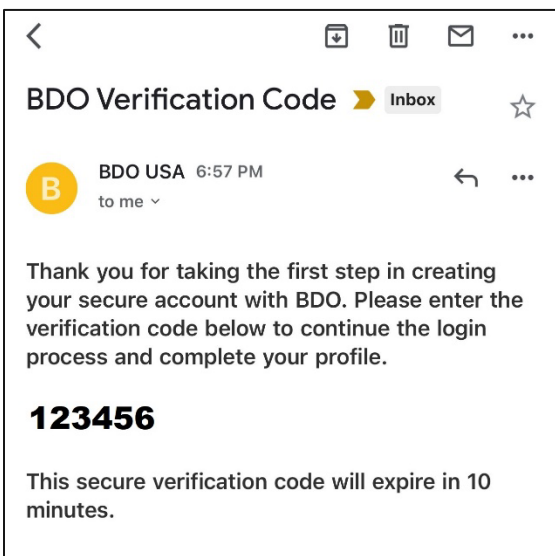 BDO Verification Code Inbox
B
BDO USA 6:57 PM
to me
Thank you for taking the first step in creating
your secure account with BDO. Please enter the
verification code below to continue the login
process and complete your profile.
123456
This secure verification code will expire in 10
minutes.